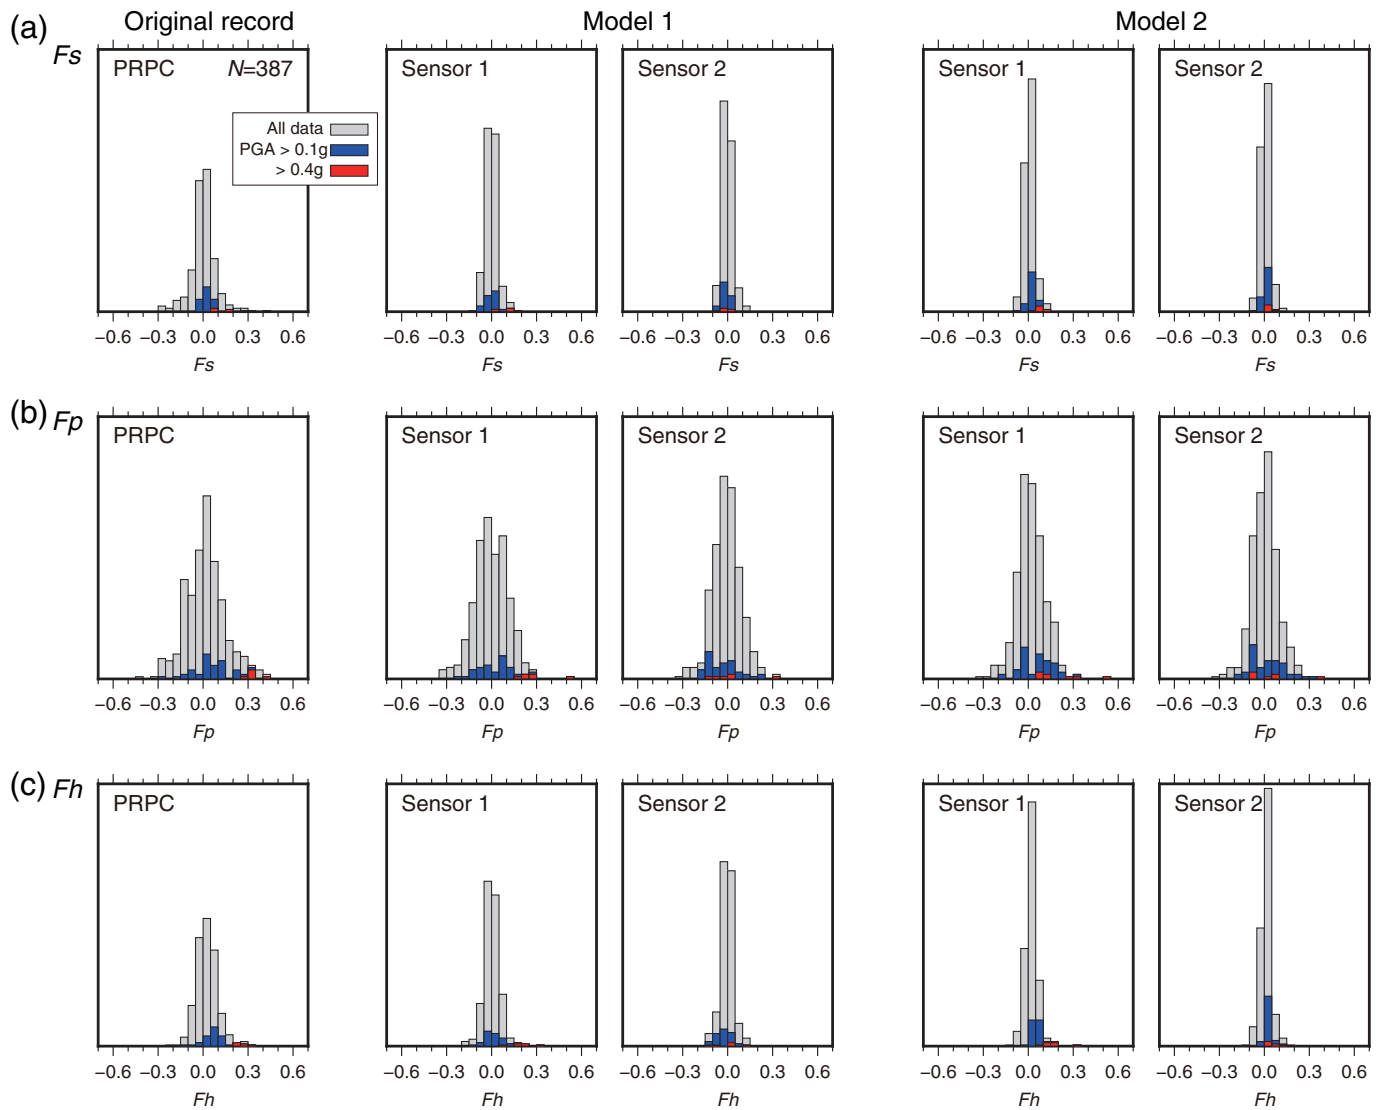 Original record Model 1 Model 2
(a) Fs
PRPC N=387 Sensor 1 Sensor 2 Sensor 1 Sensor 2
All data
PGA > 0.1g
> 0.4g
−0.6 −0.3 0.0 0.3 0.6 −0.6 −0.3 0.0 0.3 0.6 −0.6 −0.3 0.0 0.3 0.6 −0.6 −0.3 0.0 0.3 0.6 −0.6 −0.3 0.0 0.3 0.6
Fs Fs Fs Fs Fs
(b) Fp
PRPC Sensor 1 Sensor 2 Sensor 1 Sensor 2
−0.6 −0.3 0.0 0.3 0.6 −0.6 −0.3 0.0 0.3 0.6 −0.6 −0.3 0.0 0.3 0.6 −0.6 −0.3 0.0 0.3 0.6 −0.6 −0.3 0.0 0.3 0.6
Fp Fp Fp Fp Fp
(c) Fh
PRPC Sensor 1 Sensor 2 Sensor 1 Sensor 2
−0.6 −0.3 0.0 0.3 0.6 −0.6 −0.3 0.0 0.3 0.6 −0.6 −0.3 0.0 0.3 0.6 −0.6 −0.3 0.0 0.3 0.6 −0.6 −0.3 0.0 0.3 0.6
Fh Fh Fh Fh Fh